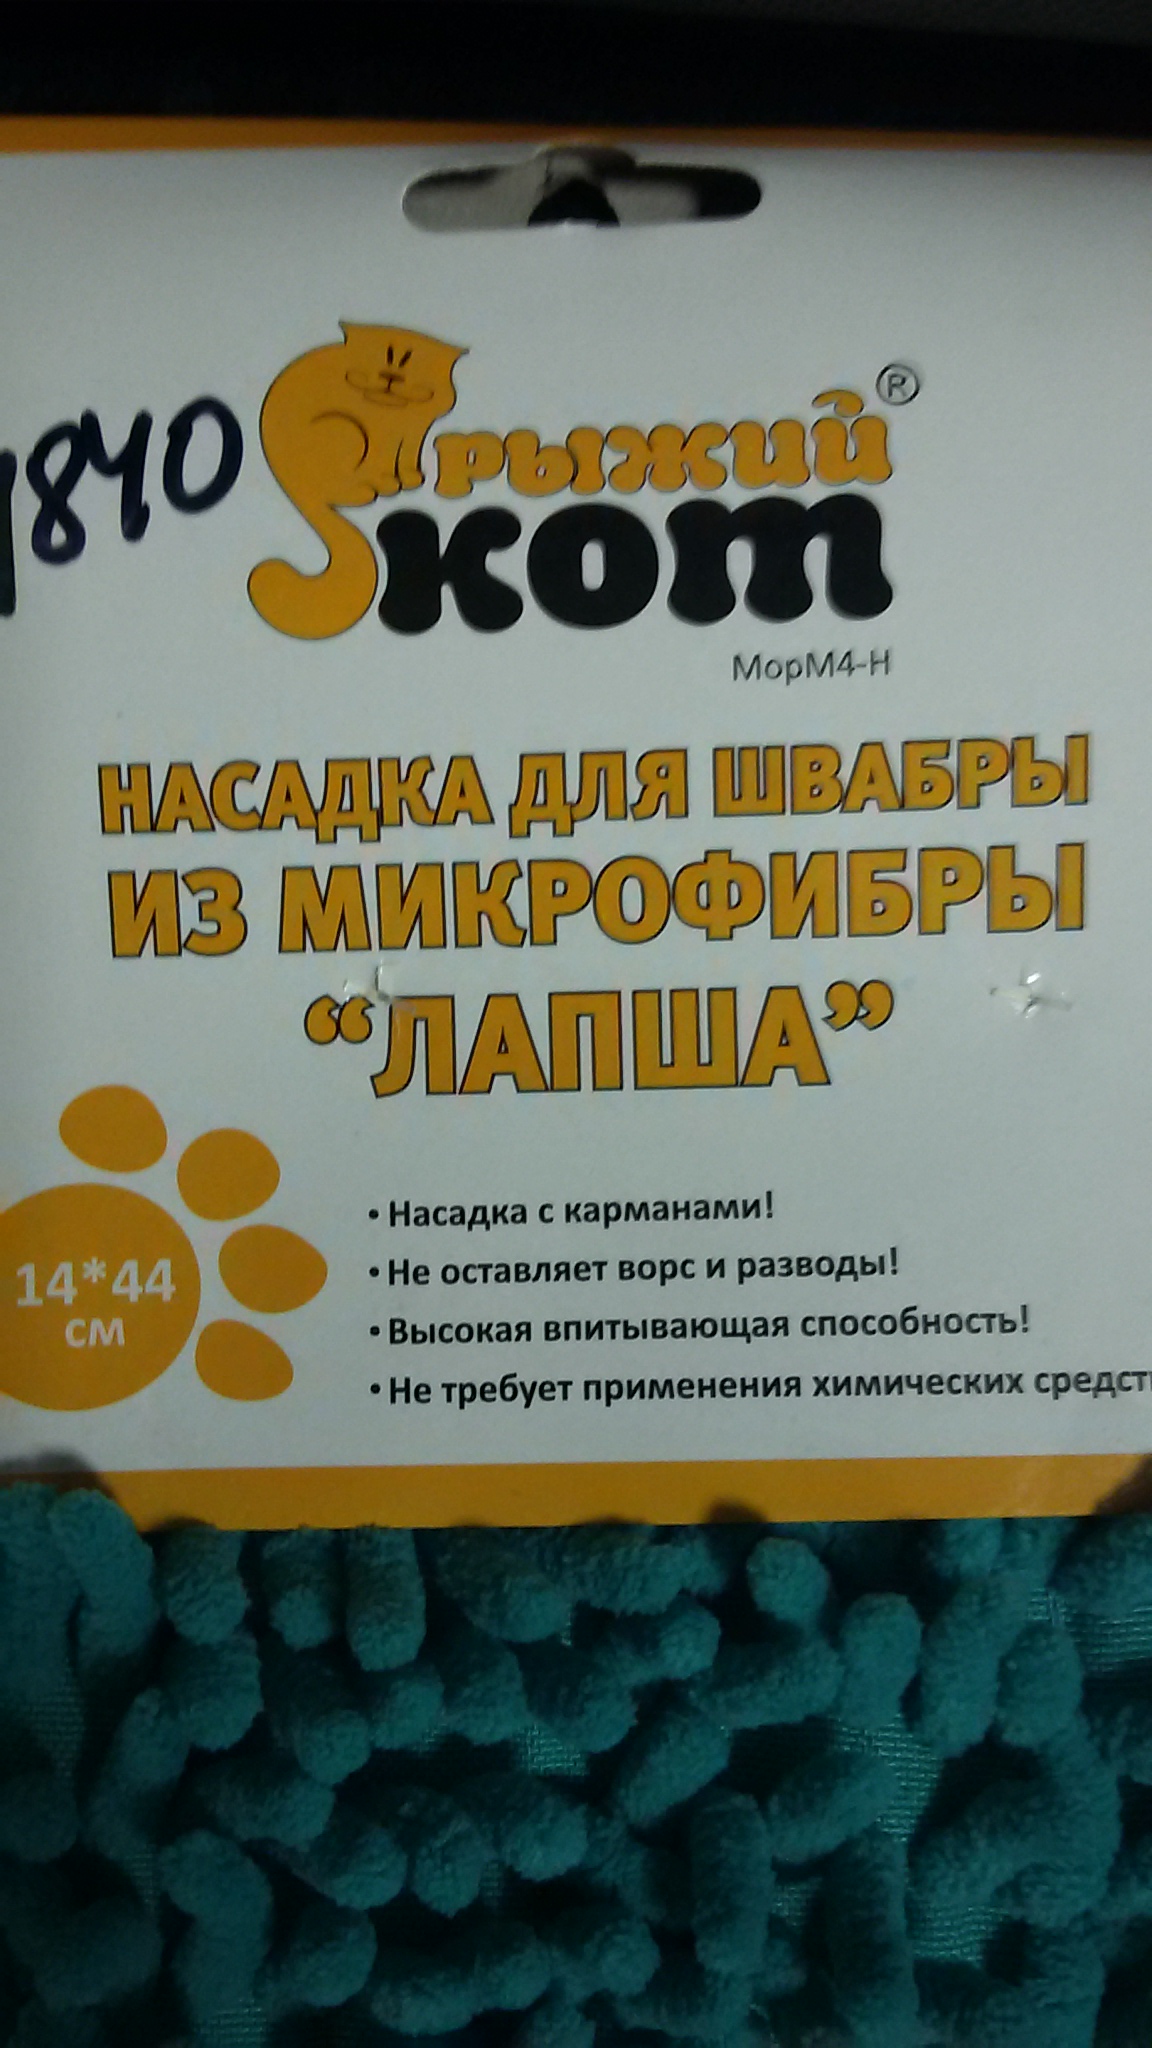 1840
рыжий ®
кот
МорМ4-Н
НАСАДКА ДЛЯ ШВАБРЫ
ИЗ МИКРОФИБРЫ
“ЛАПША”
14*44
см
• Насадка с карманами!
• Не оставляет ворс и разводы!
• Высокая впитывающая способность!
• Не требует применения химических